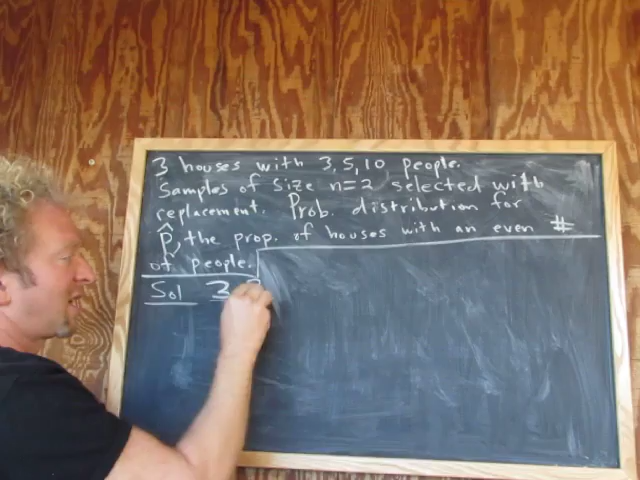 3 houses with 3,5,10 people.
Samples of size n=2 selected with
replacement. Prob. distribution for
p̂, the prop. of houses with an even #
of people.
Sol 3